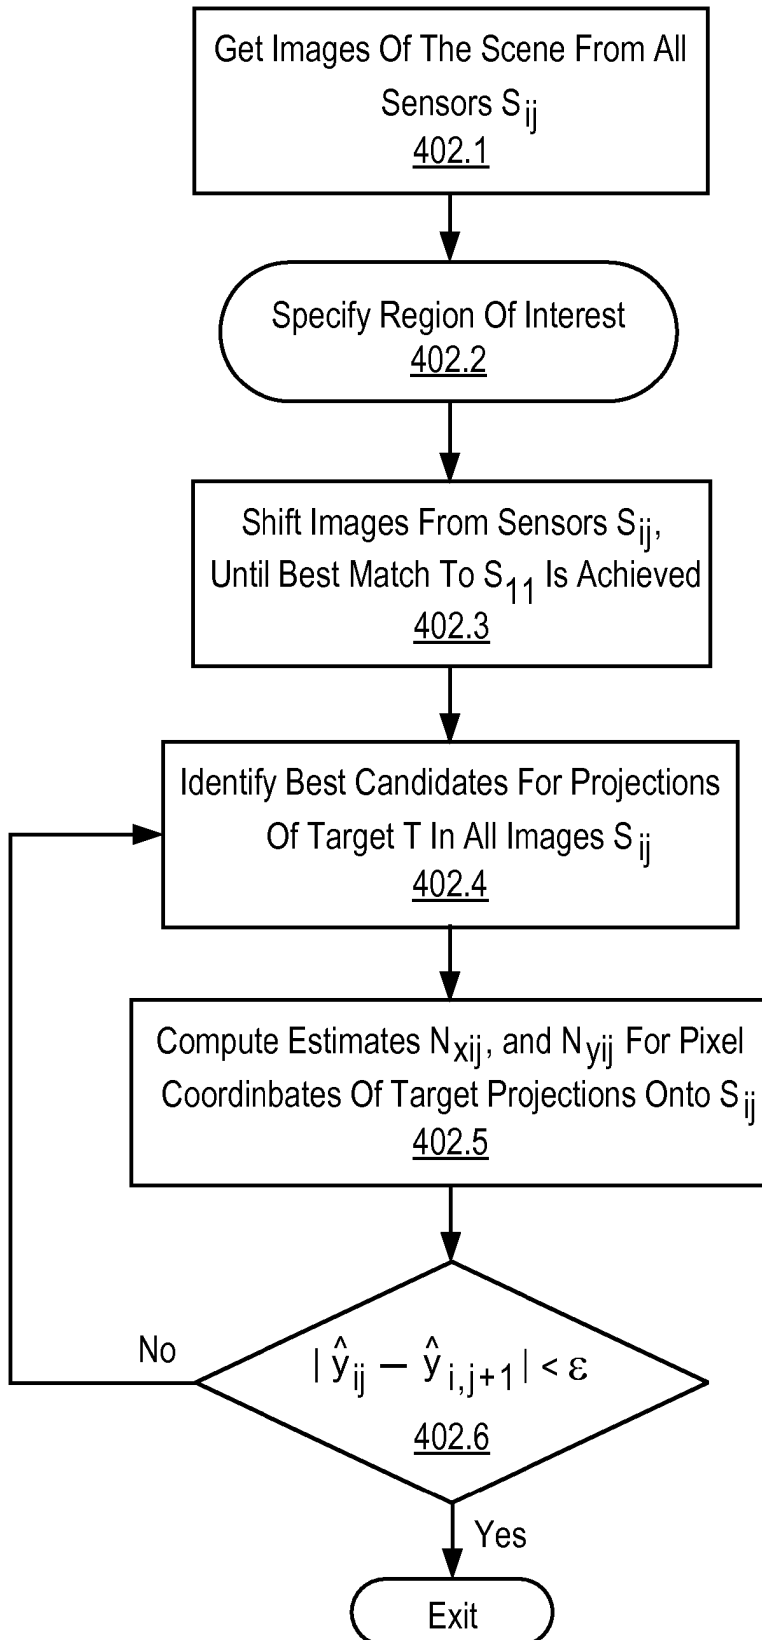 Get Images Of The Scene From All
Sensors S_ij
402.1
Specify Region Of Interest
402.2
Shift Images From Sensors S_ij,
Until Best Match To S_11 Is Achieved
402.3
Identify Best Candidates For Projections
Of Target T In All Images S_ij
402.4
Compute Estimates N_xij, and N_yij For Pixel
Coordinbates Of Target Projections Onto S_ij
402.5
No
| ŷ_ij − ŷ_i,j+1 | < ε
402.6
Yes
Exit